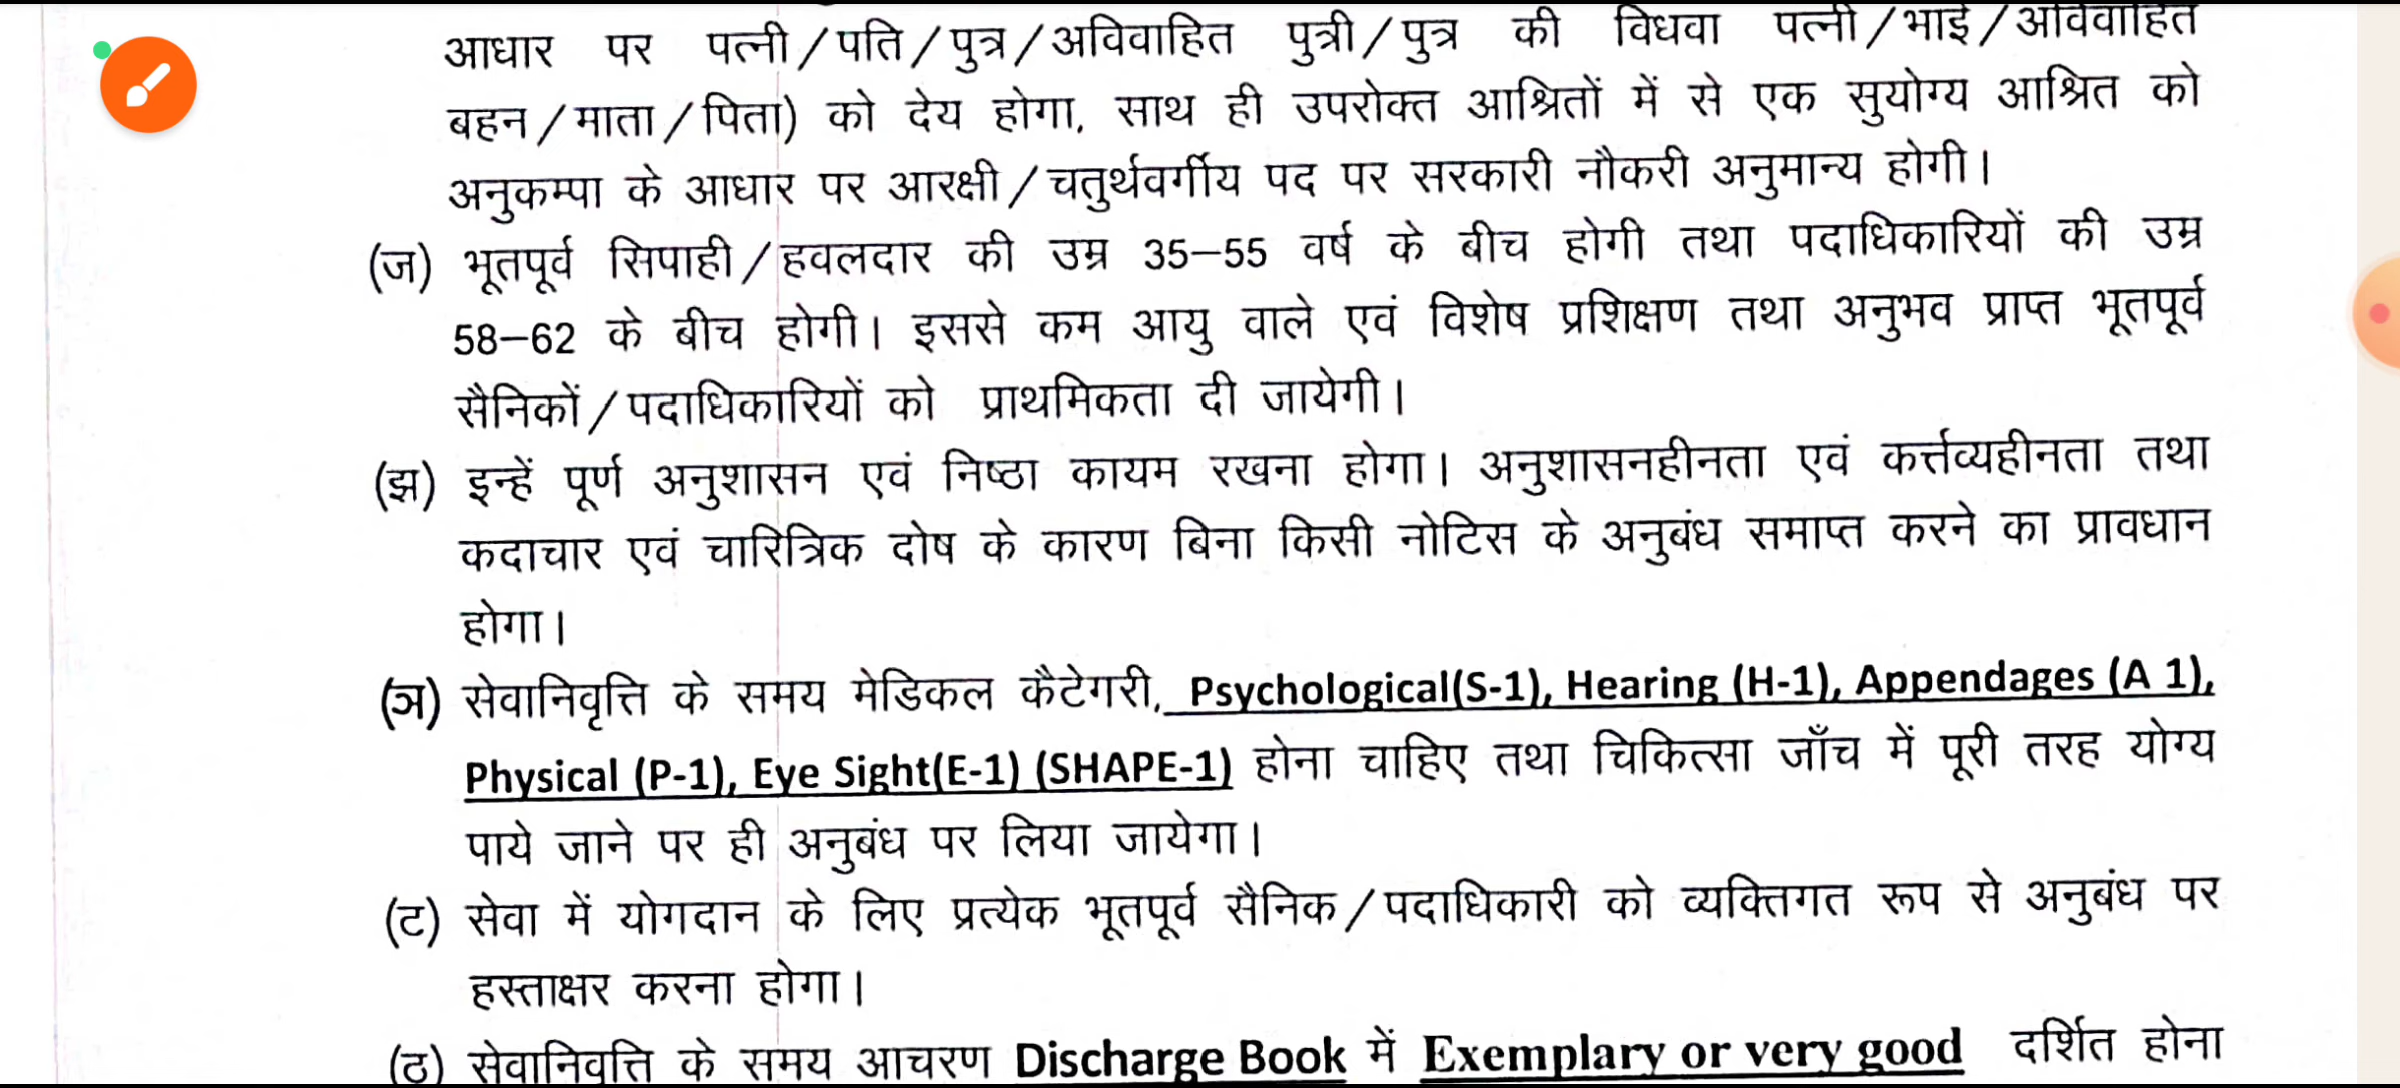 आधार पर पत्नी/पति/पुत्र/अविवाहित पुत्री/पुत्र की विधवा पत्नी/भाई/अविवाहित
बहन/माता/पिता) को देय होगा, साथ ही उपरोक्त आश्रितों में से एक सुयोग्य आश्रित को
अनुकम्पा के आधार पर आरक्षी/चतुर्थवर्गीय पद पर सरकारी नौकरी अनुमान्य होगी।
(ज) भूतपूर्व सिपाही/हवलदार की उम्र 35–55 वर्ष के बीच होगी तथा पदाधिकारियों की उम्र
58–62 के बीच होगी। इससे कम आयु वाले एवं विशेष प्रशिक्षण तथा अनुभव प्राप्त भूतपूर्व
सैनिकों/पदाधिकारियों को प्राथमिकता दी जायेगी।
(झ) इन्हें पूर्ण अनुशासन एवं निष्ठा कायम रखना होगा। अनुशासनहीनता एवं कर्त्तव्यहीनता तथा
कदाचार एवं चारित्रिक दोष के कारण बिना किसी नोटिस के अनुबंध समाप्त करने का प्रावधान
होगा।
(ञ) सेवानिवृत्ति के समय मेडिकल कैटेगरी, Psychological(S-1), Hearing (H-1), Appendages (A 1),
Physical (P-1), Eye Sight(E-1) (SHAPE-1) होना चाहिए तथा चिकित्सा जाँच में पूरी तरह योग्य
पाये जाने पर ही अनुबंध पर लिया जायेगा।
(ट) सेवा में योगदान के लिए प्रत्येक भूतपूर्व सैनिक/पदाधिकारी को व्यक्तिगत रूप से अनुबंध पर
हस्ताक्षर करना होगा।
(ठ) सेवानिवृत्ति के समय आचरण Discharge Book में Exemplary or very good दर्शित होना